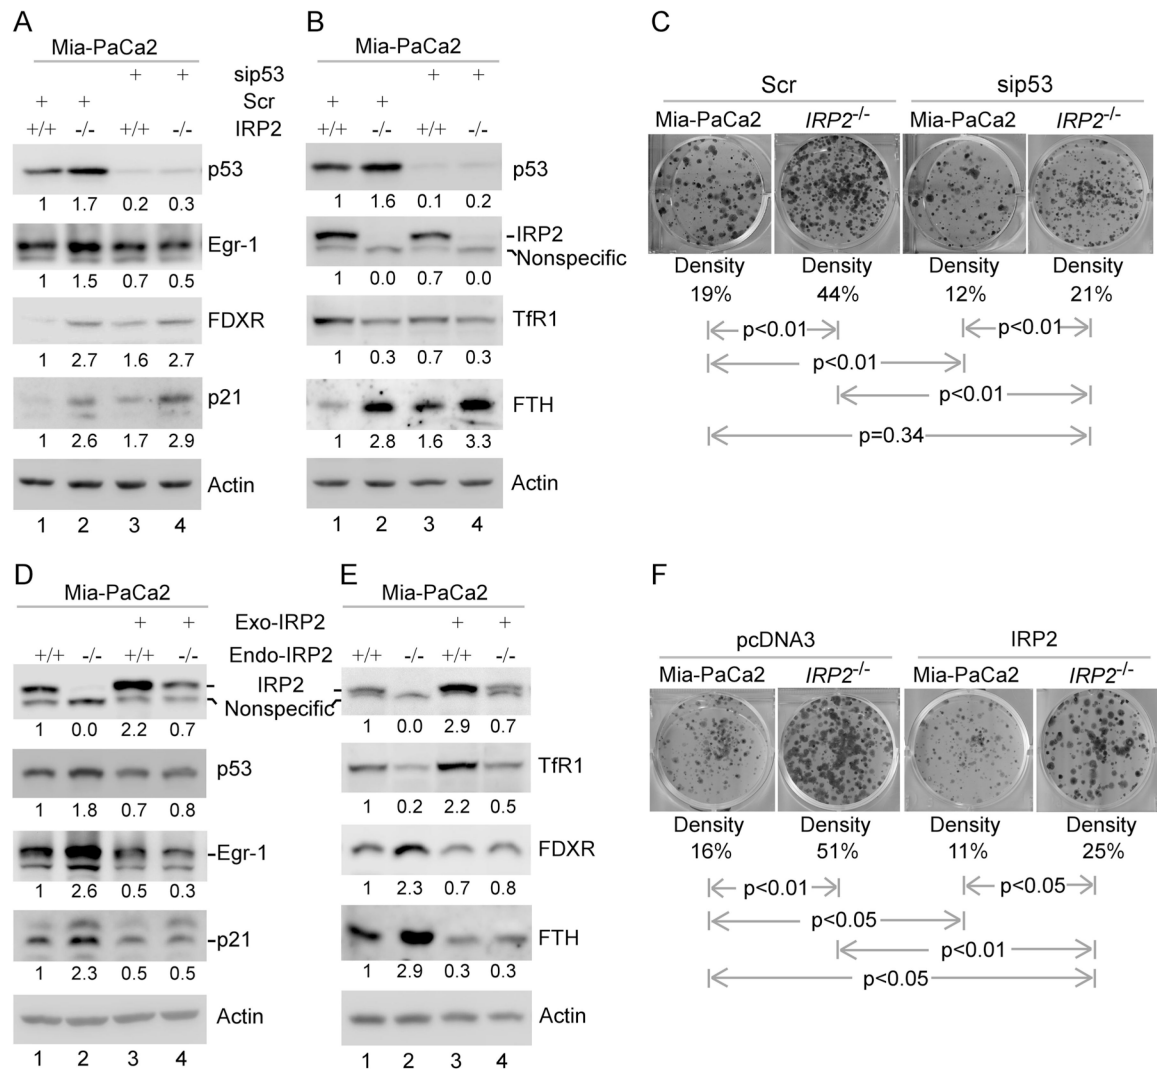 A
Mia-PaCa2
+ + sip53
+ + Scr
+/+ -/- +/+ -/- IRP2
p53
1 1.7 0.2 0.3
Egr-1
1 1.5 0.7 0.5
FDXR
1 2.7 1.6 2.7
p21
1 2.6 1.7 2.9
Actin
1 2 3 4
B
Mia-PaCa2
+ +
+ +
+/+ -/- +/+ -/-
p53
1 1.6 0.1 0.2
IRP2
Nonspecific
1 0.0 0.7 0.0
TfR1
1 0.3 0.7 0.3
FTH
1 2.8 1.6 3.3
Actin
1 2 3 4
C
Scr sip53
Mia-PaCa2 IRP2-/- Mia-PaCa2 IRP2-/-
Density Density Density Density
19% 44% 12% 21%
p<0.01 p<0.01
p<0.01
p<0.01
p=0.34
D
Mia-PaCa2
+ + Exo-IRP2
+/+ -/- +/+ -/- Endo-IRP2
IRP2
Nonspecific
1 0.0 2.2 0.7
p53
1 1.8 0.7 0.8
Egr-1
1 2.6 0.5 0.3
p21
1 2.3 0.5 0.5
Actin
1 2 3 4
E
Mia-PaCa2
+ +
+/+ -/- +/+ -/-
1 0.0 2.9 0.7
TfR1
1 0.2 2.2 0.5
FDXR
1 2.3 0.7 0.8
FTH
1 2.9 0.3 0.3
Actin
1 2 3 4
F
pcDNA3 IRP2
Mia-PaCa2 IRP2-/- Mia-PaCa2 IRP2-/-
Density Density Density Density
16% 51% 11% 25%
p<0.01 p<0.05
p<0.05
p<0.01
p<0.05